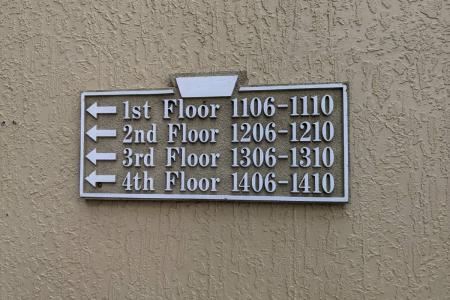 ← 1st Floor 1106-1110
← 2nd Floor 1206-1210
← 3rd Floor 1306-1310
← 4th Floor 1406-1410